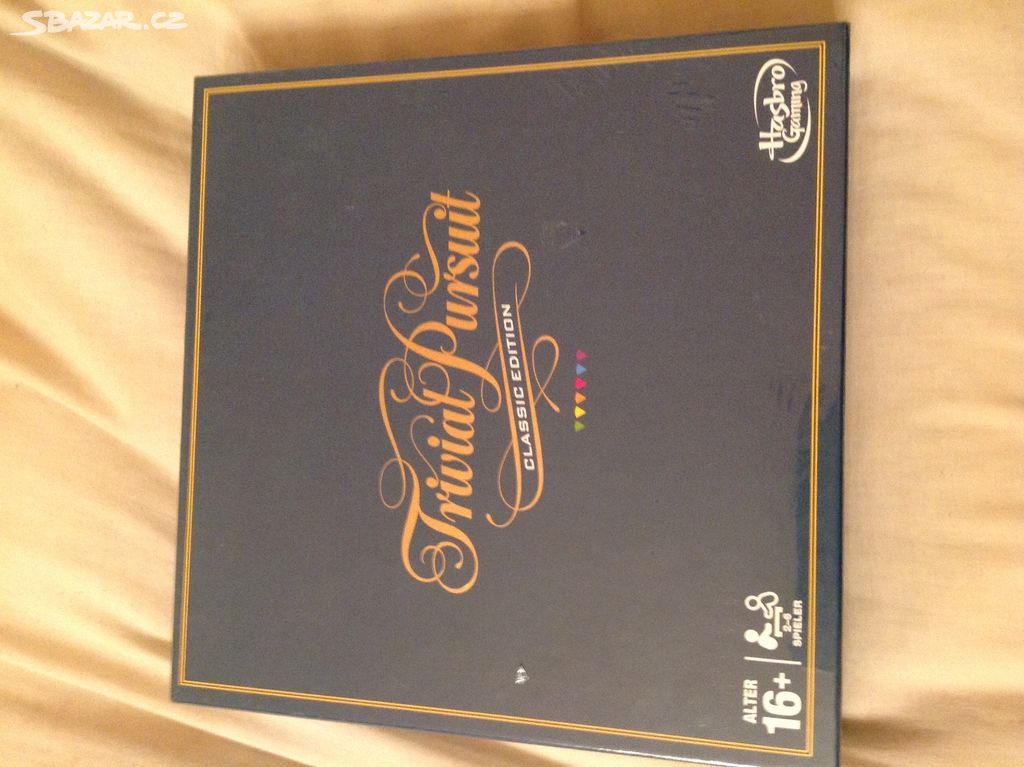 SBAZAR.CZ
Trivial Pursuit
CLASSIC EDITION
ALTER
16+
2-6
SPIELER
Hasbro
Gaming